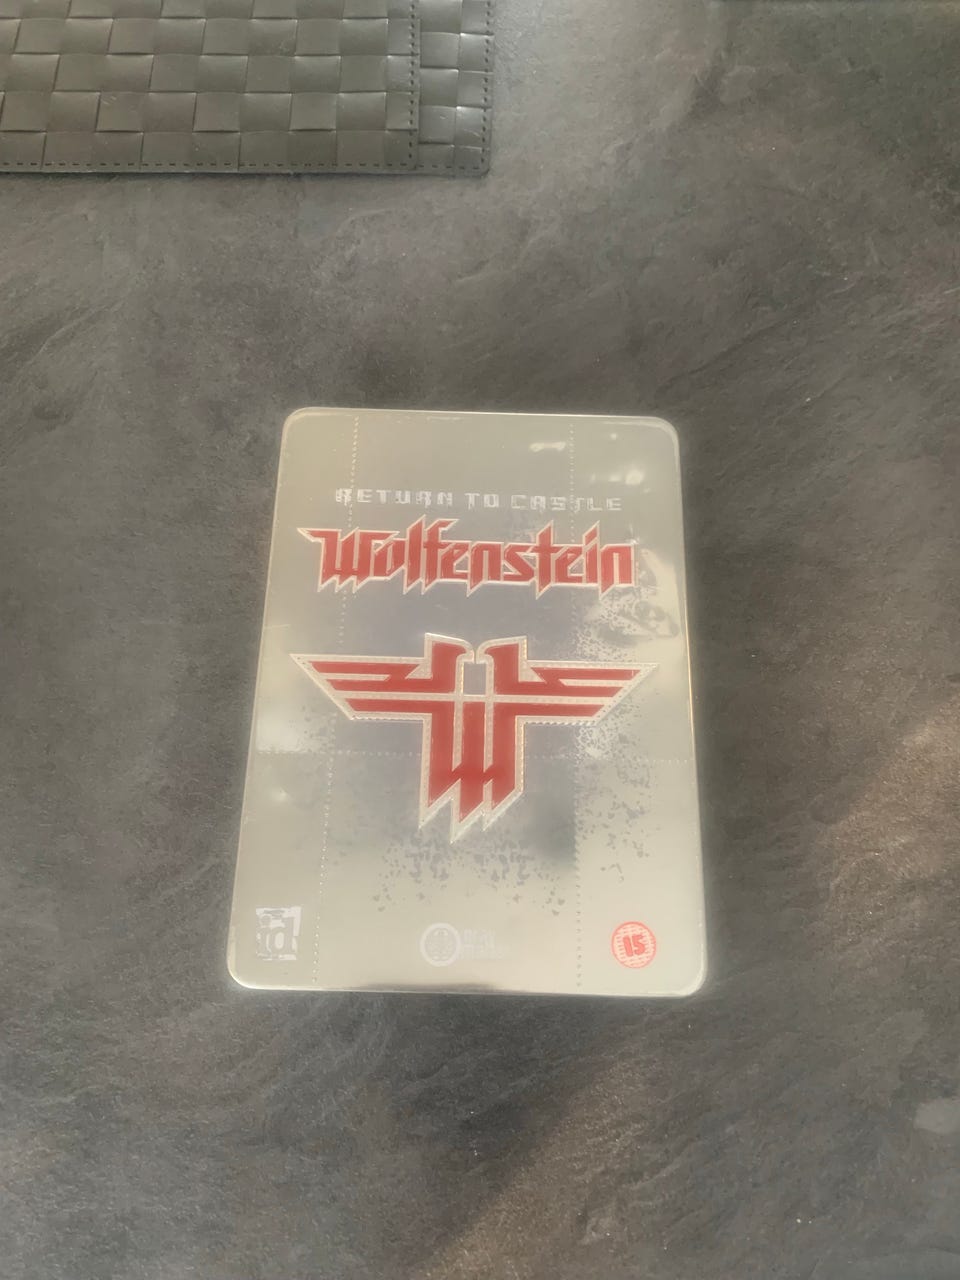 RETURN TO CASTLE
Wolfenstein
id
15